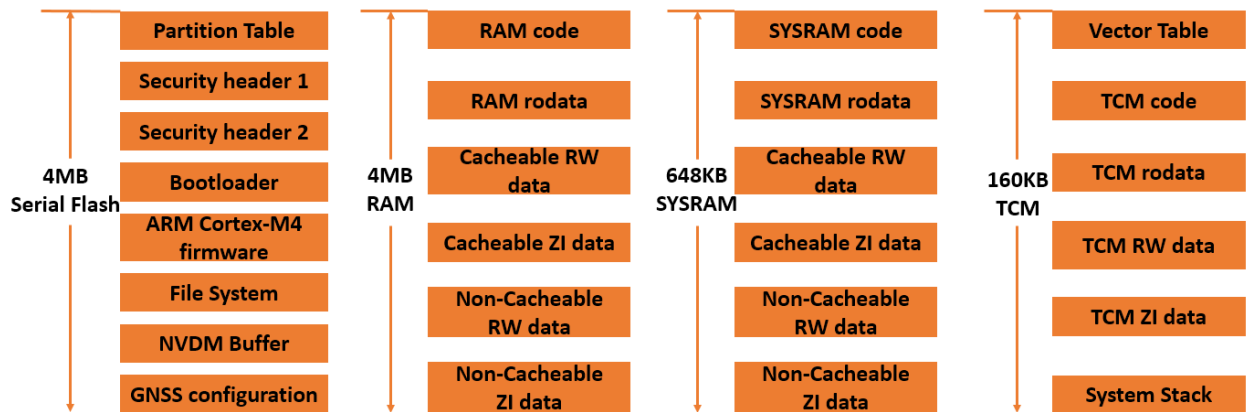 Partition Table
Security header 1
Security header 2
Bootloader
ARM Cortex-M4
firmware
File System
NVDM Buffer
GNSS configuration
4MB
Serial Flash
RAM code
RAM rodata
Cacheable RW
data
Cacheable ZI data
Non-Cacheable
RW data
Non-Cacheable
ZI data
4MB
RAM
SYSRAM code
SYSRAM rodata
Cacheable RW
data
Cacheable ZI data
Non-Cacheable
RW data
Non-Cacheable
ZI data
648KB
SYSRAM
Vector Table
TCM code
TCM rodata
TCM RW data
TCM ZI data
System Stack
160KB
TCM